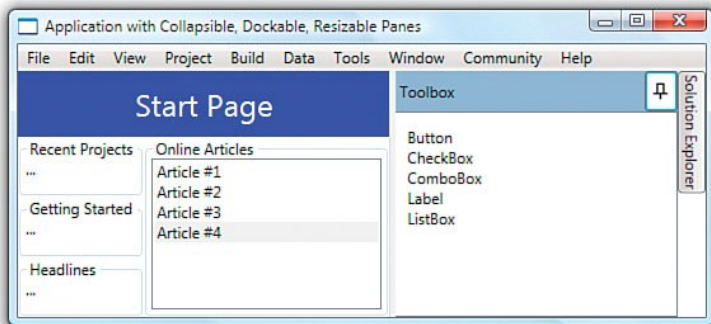 Application with Collapsible, Dockable, Resizable Panes
File Edit View Project Build Data Tools Window Community Help
Start Page
Recent Projects
...
Getting Started
...
Headlines
...
Online Articles
Article #1
Article #2
Article #3
Article #4
Toolbox
Button
CheckBox
ComboBox
Label
ListBox
Solution Explorer